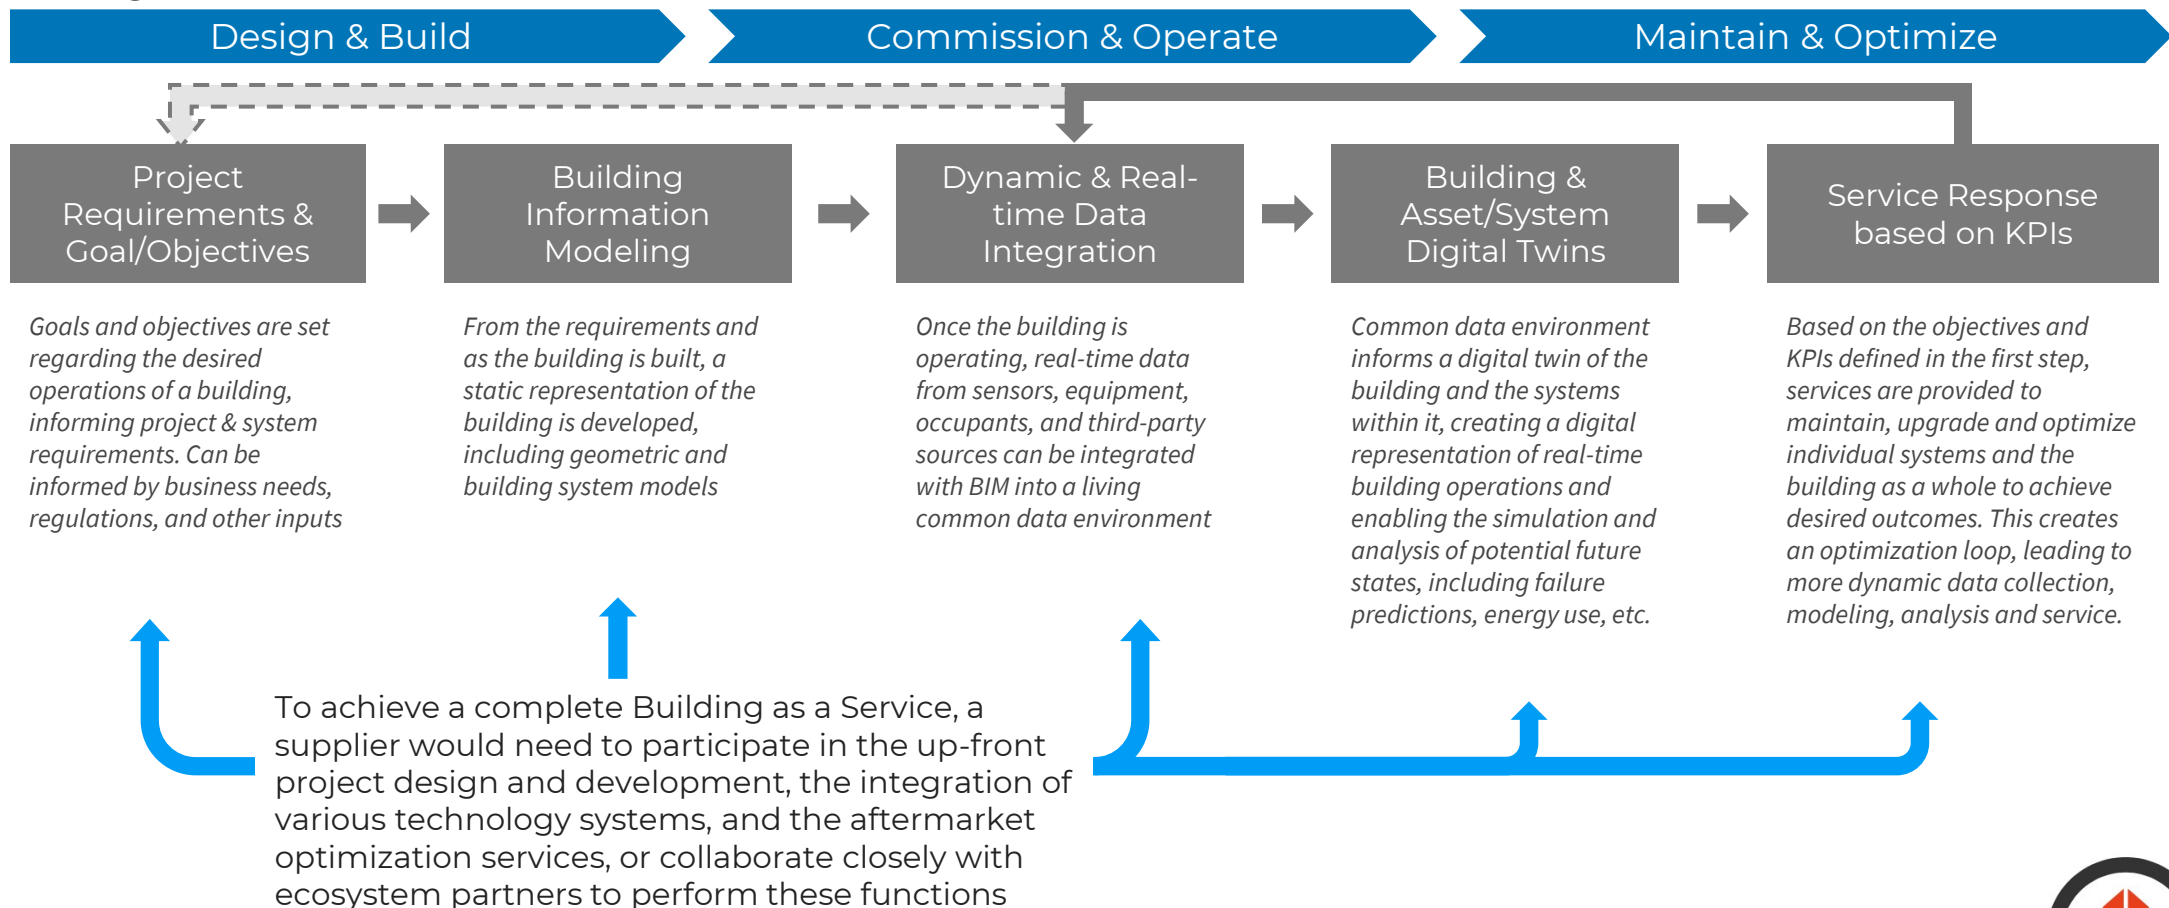 Design & Build
Commission & Operate
Maintain & Optimize
Project
Requirements &
Goal/Objectives
Building
Information
Modeling
Dynamic & Real-
time Data
Integration
Building &
Asset/System
Digital Twins
Service Response
based on KPIs
Goals and objectives are set
regarding the desired
operations of a building,
informing project & system
requirements. Can be
informed by business needs,
regulations, and other inputs
From the requirements and
as the building is built, a
static representation of the
building is developed,
including geometric and
building system models
Once the building is
operating, real-time data
from sensors, equipment,
occupants, and third-party
sources can be integrated
with BIM into a living
common data environment
Common data environment
informs a digital twin of the
building and the systems
within it, creating a digital
representation of real-time
building operations and
enabling the simulation and
analysis of potential future
states, including failure
predictions, energy use, etc.
Based on the objectives and
KPIs defined in the first step,
services are provided to
maintain, upgrade and optimize
individual systems and the
building as a whole to achieve
desired outcomes. This creates
an optimization loop, leading to
more dynamic data collection,
modeling, analysis and service.
To achieve a complete Building as a Service, a
supplier would need to participate in the up-front
project design and development, the integration of
various technology systems, and the aftermarket
optimization services, or collaborate closely with
ecosystem partners to perform these functions